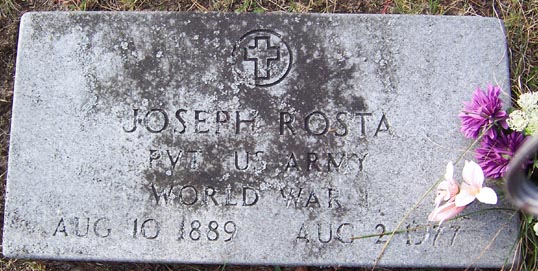 JOSEPH ROSTA
PVT US ARMY
WORLD WAR I
AUG 10 1889 AUG 2 1977